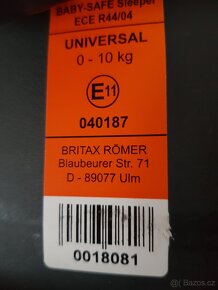 BABY-SAFE Sleeper
ECE R44/04
UNIVERSAL
0 - 10 kg
E11
040187
BRITAX RÖMER
Blaubeurer Str. 71
D - 89077 Ulm
0018081
Bazos.cz